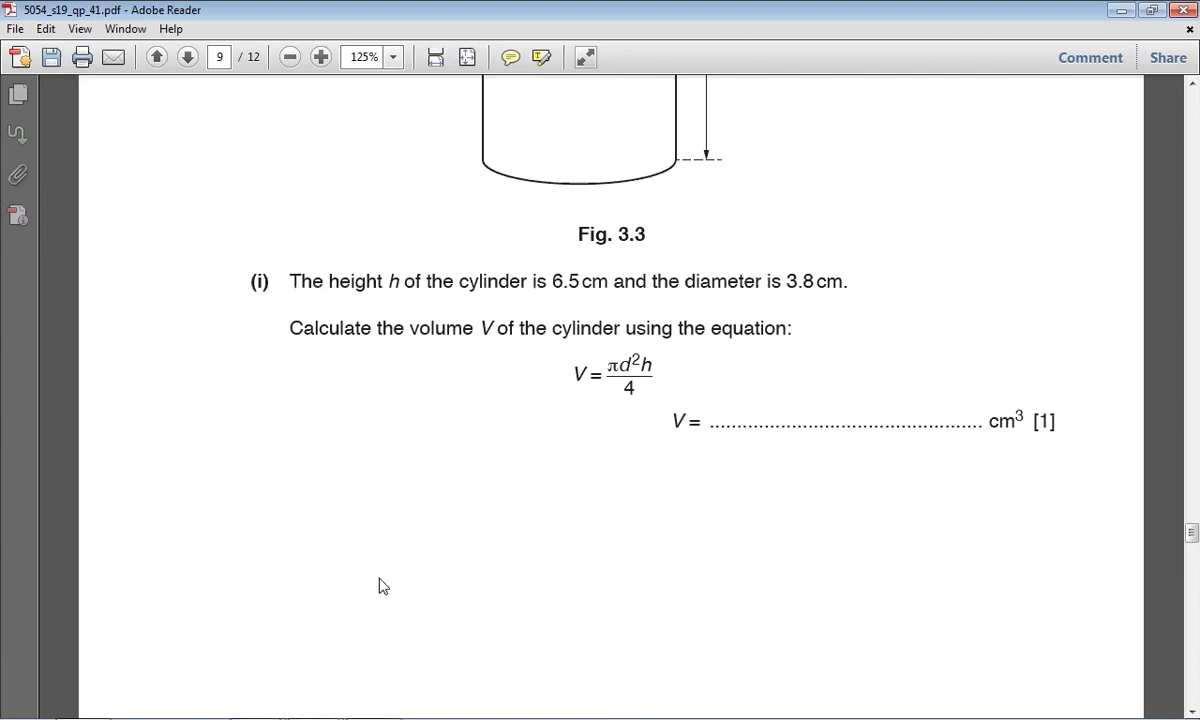 5054_s19_qp_41.pdf - Adobe Reader
File Edit View Window Help
9 / 12 125% Comment Share
Fig. 3.3
(i) The height h of the cylinder is 6.5 cm and the diameter is 3.8 cm.
Calculate the volume V of the cylinder using the equation:
V = πd²h/4
V = .................................................. cm³ [1]